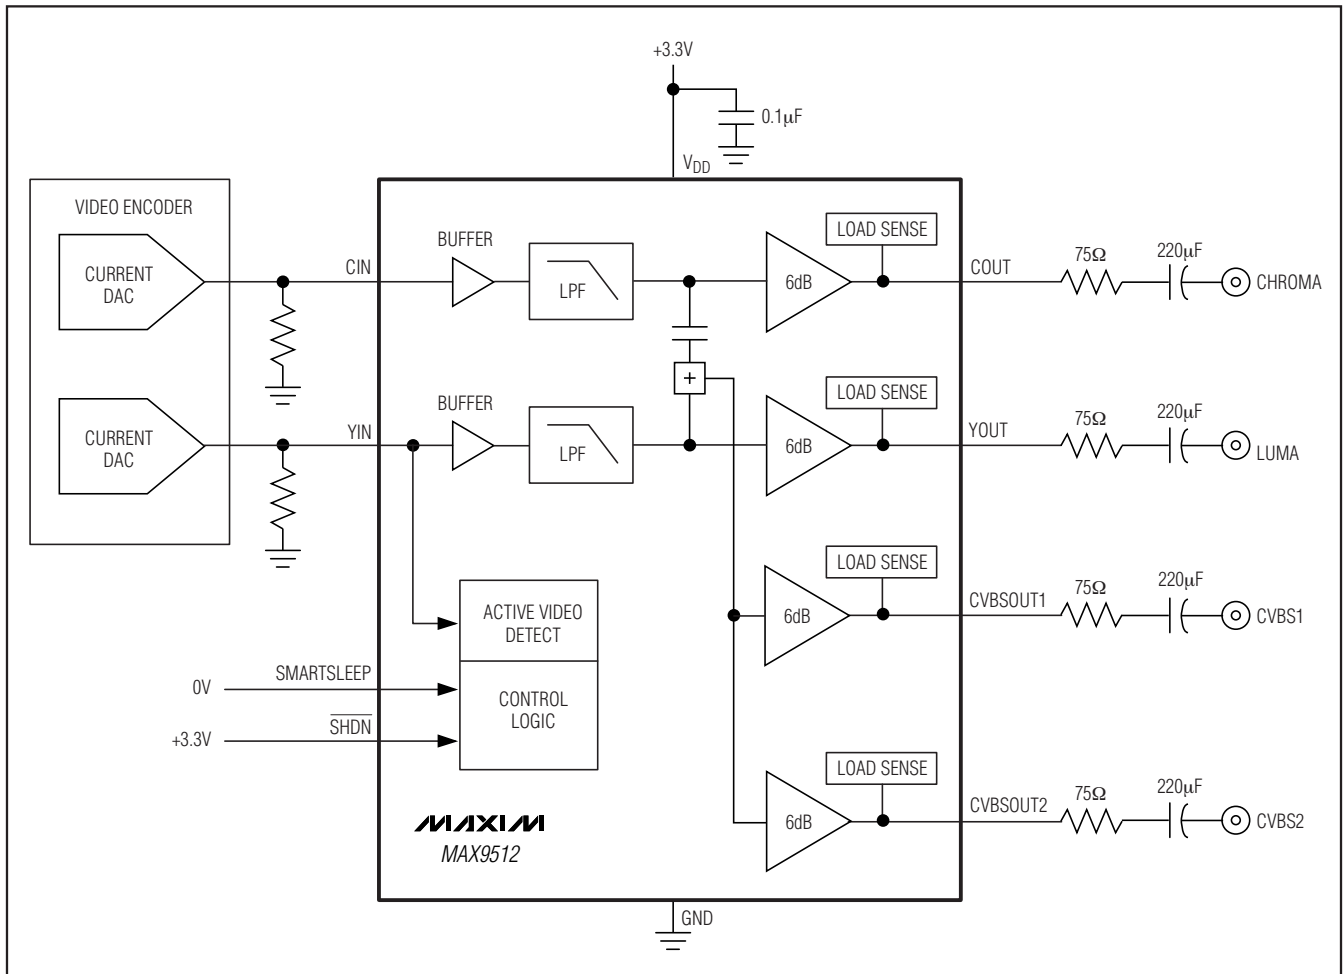 +3.3V
0.1µF
VDD
VIDEO ENCODER
CURRENT
DAC
CIN
BUFFER
LPF
6dB
LOAD SENSE
COUT
75Ω
220µF
CHROMA
+
CURRENT
DAC
YIN
BUFFER
LPF
6dB
LOAD SENSE
YOUT
75Ω
220µF
LUMA
ACTIVE VIDEO
DETECT
CONTROL
LOGIC
0V
SMARTSLEEP
+3.3V
SHDN
6dB
LOAD SENSE
CVBSOUT1
75Ω
220µF
CVBS1
6dB
LOAD SENSE
CVBSOUT2
75Ω
220µF
CVBS2
MAXIM
MAX9512
GND